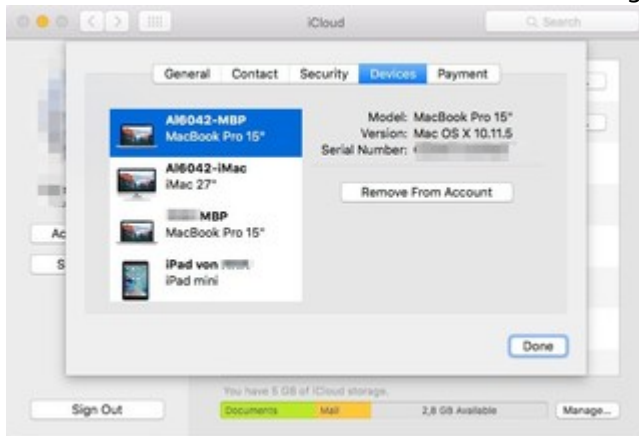 iCloud
Search
General Contact Security Devices Payment
AI6042-MBP
MacBook Pro 15"
AI6042-iMac
iMac 27"
MBP
MacBook Pro 15"
iPad von
iPad mini
Model: MacBook Pro 15"
Version: Mac OS X 10.11.5
Serial Number:
Remove From Account
Done
You have 5 GB of iCloud storage.
Sign Out
Documents Mail 2,8 GB Available
Manage...